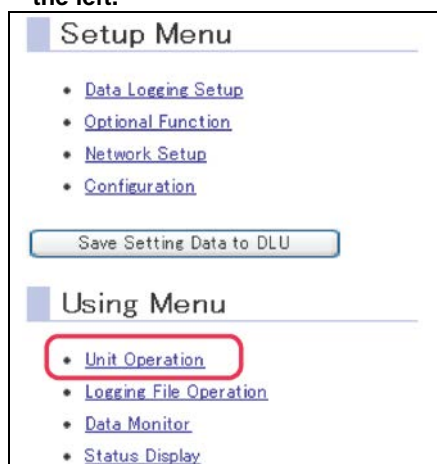 the left.
Setup Menu
• Data Logging Setup
• Optional Function
• Network Setup
• Configuration
Save Setting Data to DLU
Using Menu
• Unit Operation
• Logging File Operation
• Data Monitor
• Status Display